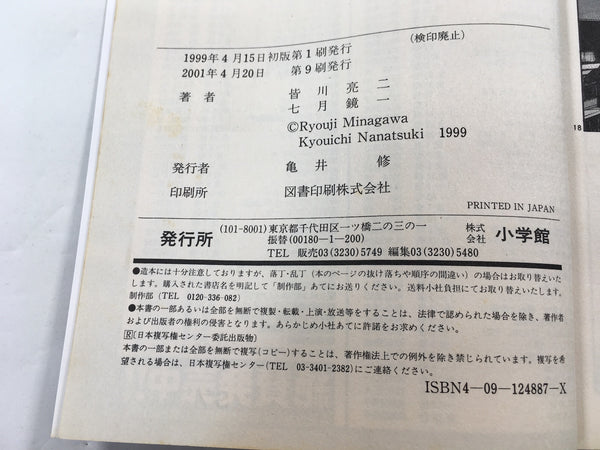 (検印廃止)
1999年4月15日初版第1刷発行
2001年4月20日 第9刷発行
著者 皆川亮二
七月鏡一
©Ryouji Minagawa
Kyouichi Nanatsuki 1999
発行者 亀井 修
印刷所 図書印刷株式会社
PRINTED IN JAPAN
発行所 (101-8001)東京都千代田区一ツ橋二の三の一 株式会社 小学館
振替(00180—1—200)
TEL 販売03(3230)5749 編集03(3230)5480
●造本には十分注意しておりますが、落丁・乱丁(本のページの抜け落ちや順序の間違い)の場合はお取り替えいた
します。購入された書店名を明記して「制作部」あてにお送りください。送料小社負担にてお取り替えいたします。
制作部(TEL 0120-336-082)
●本書の一部あるいは全部を無断で複製・転載・上演・放送等をすることは、法律で認められた場合を除き、著作者
および出版者の権利の侵害となります。あらかじめ小社あてに許諾をお求めください。
R[日本複写権センター委託出版物]
本書の一部または全部を無断で複写(コピー)することは、著作権法上での例外を除き禁じられています。複写を希
望される場合は、日本複写権センター(TEL 03-3401-2382)にご連絡ください。
ISBN4—09—124887—X
18